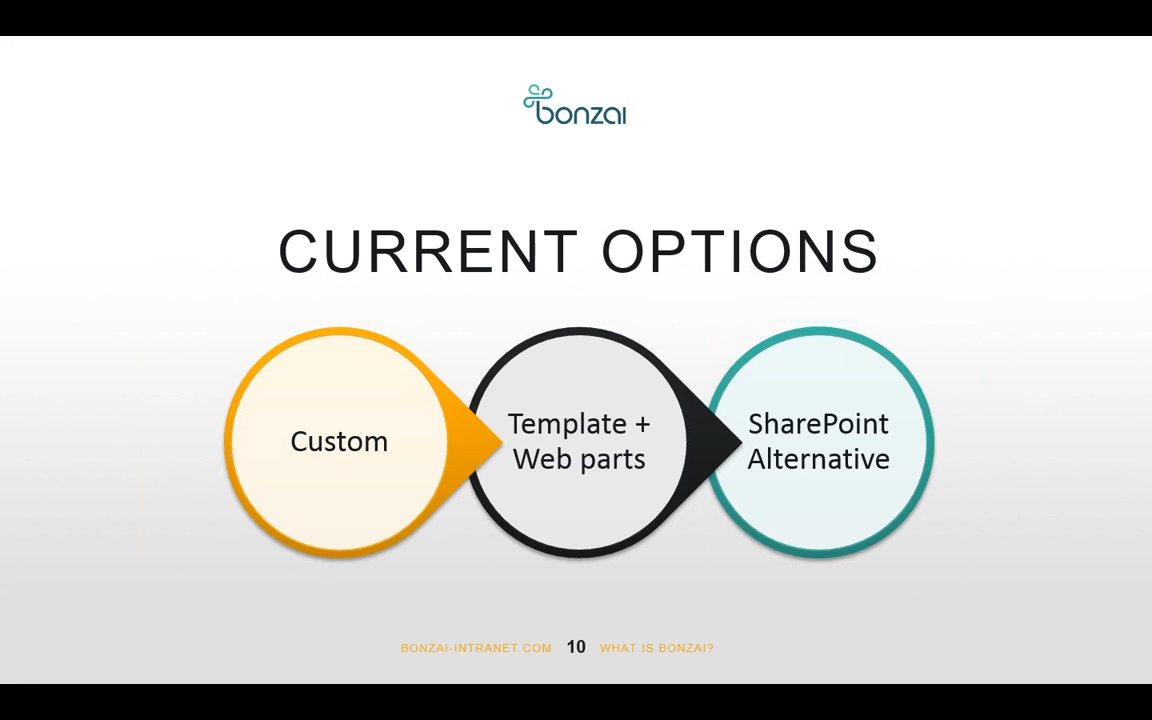 bonzai
CURRENT OPTIONS
Custom
Template +
Web parts
SharePoint
Alternative
BONZAI-INTRANET.COM 10 WHAT IS BONZAI?